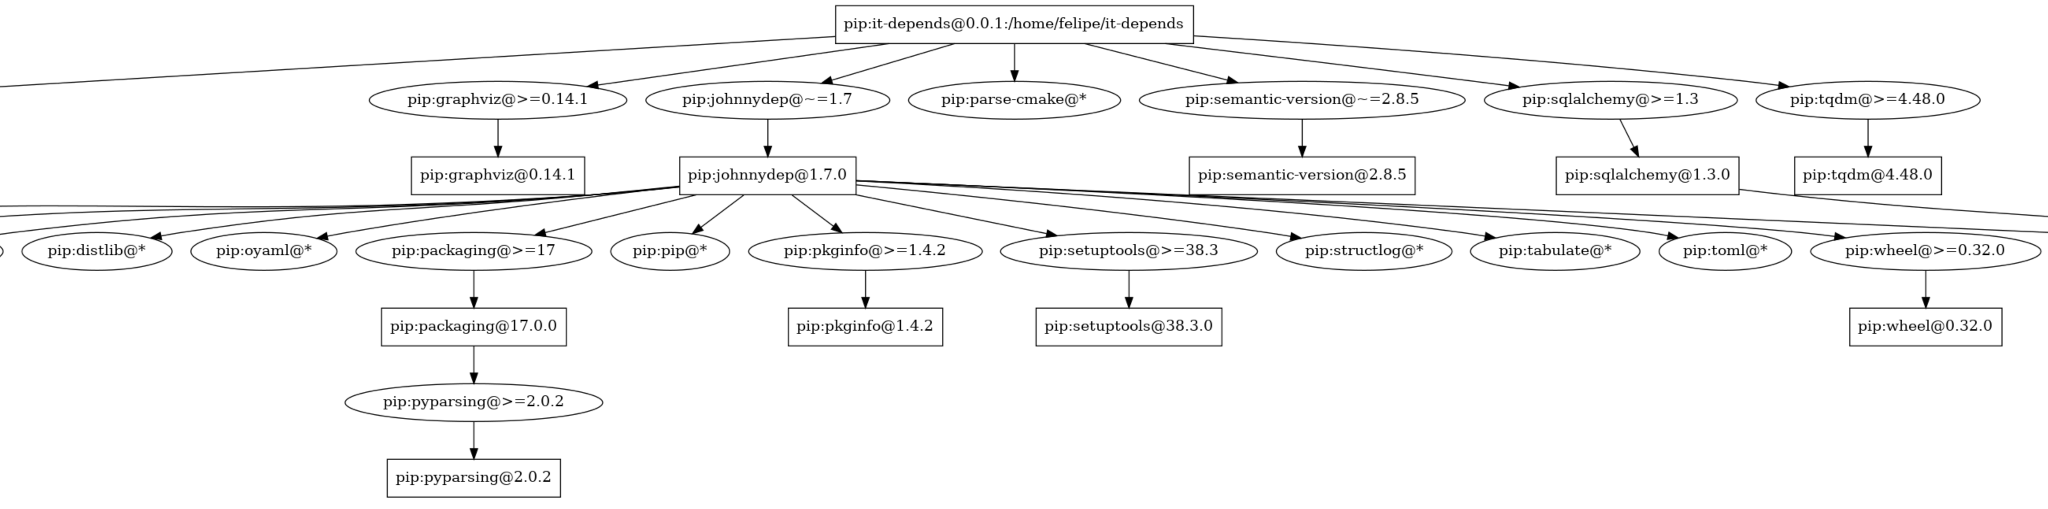 pip:it-depends@0.0.1:/home/felipe/it-depends
pip:graphviz@>=0.14.1
pip:johnnydep@~=1.7
pip:parse-cmake@*
pip:semantic-version@~=2.8.5
pip:sqlalchemy@>=1.3
pip:tqdm@>=4.48.0
pip:graphviz@0.14.1
pip:johnnydep@1.7.0
pip:semantic-version@2.8.5
pip:sqlalchemy@1.3.0
pip:tqdm@4.48.0
pip:distlib@*
pip:oyaml@*
pip:packaging@>=17
pip:pip@*
pip:pkginfo@>=1.4.2
pip:setuptools@>=38.3
pip:structlog@*
pip:tabulate@*
pip:toml@*
pip:wheel@>=0.32.0
pip:packaging@17.0.0
pip:pkginfo@1.4.2
pip:setuptools@38.3.0
pip:wheel@0.32.0
pip:pyparsing@>=2.0.2
pip:pyparsing@2.0.2